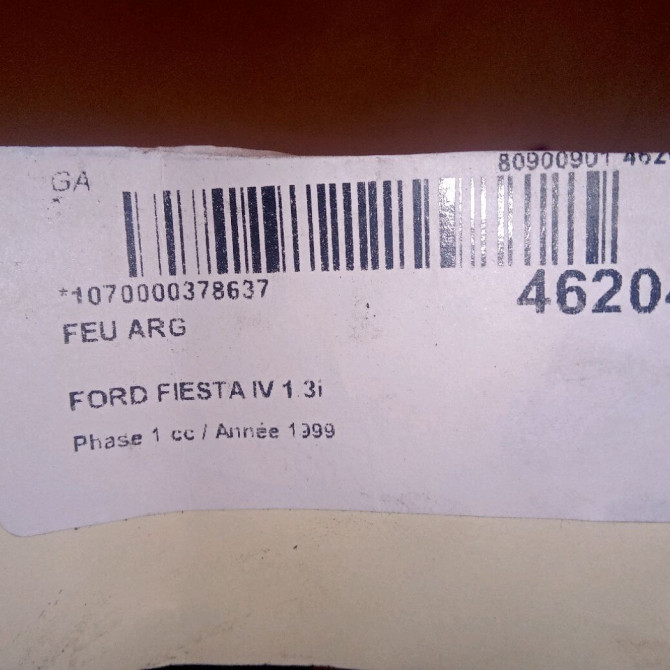 80900901
GA
*
*1070000378637
FEU ARG
FORD FIESTA IV 1.3i
Phase 1 cc / Année 1999